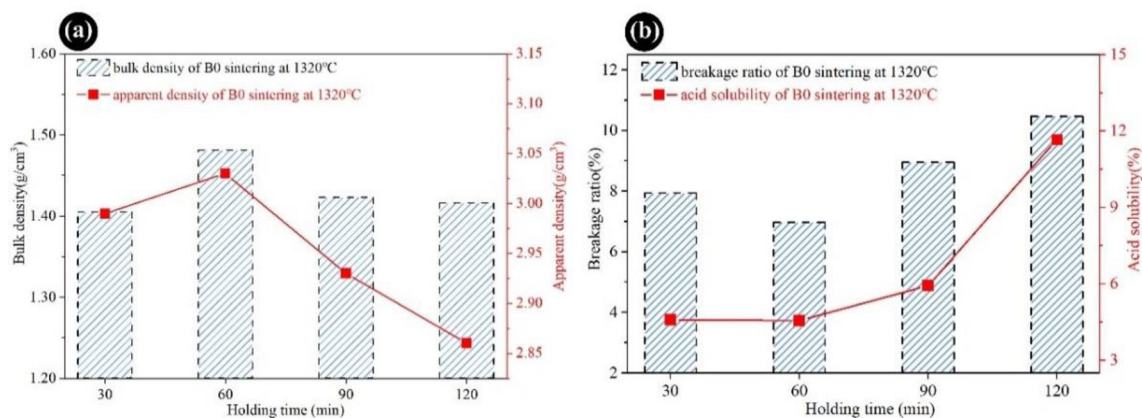 (a)
bulk density of B0 sintering at 1320℃
apparent density of B0 sintering at 1320℃
Bulk density(g/cm³)
1.60
1.50
1.40
1.30
1.20
Apparent density(g/cm³)
3.15
3.10
3.05
3.00
2.95
2.90
2.85
30 60 90 120
Holding time (min)
(b)
breakage ratio of B0 sintering at 1320℃
acid solubility of B0 sintering at 1320℃
Breakage ratio(%)
12
10
8
6
4
2
Acid solubility(%)
15
12
9
6
3
30 60 90 120
Holding time (min)